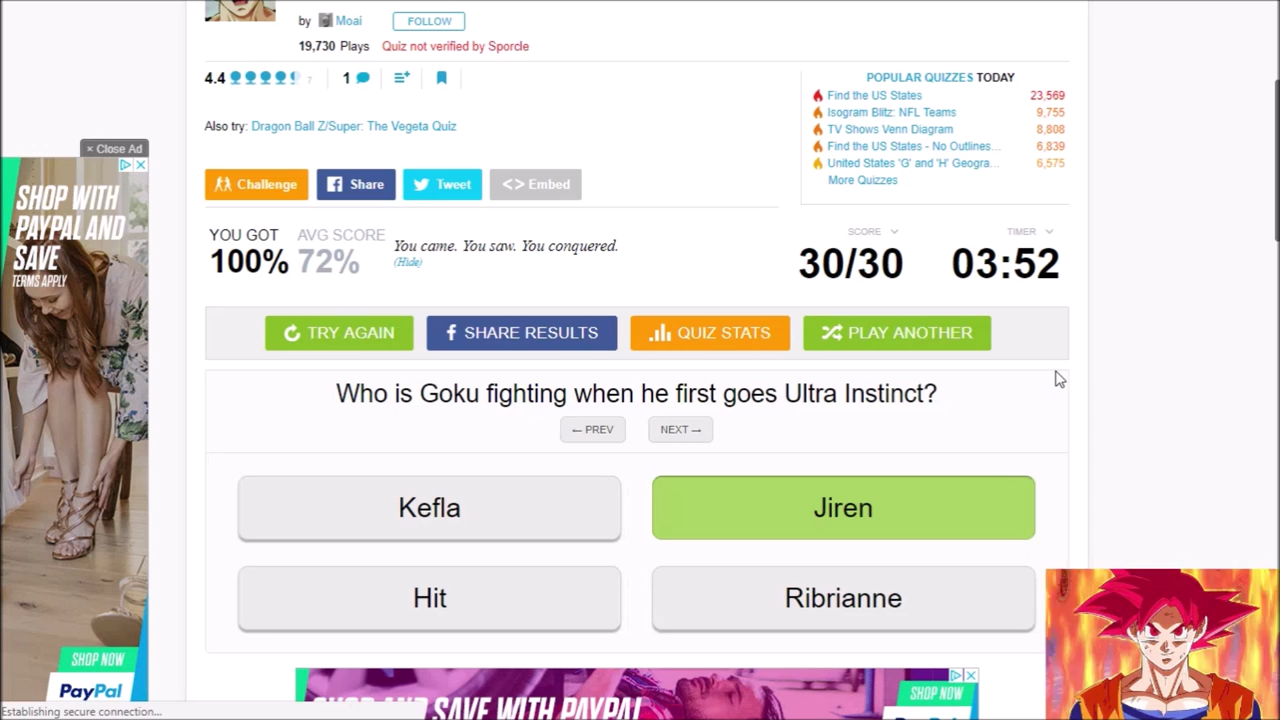 by Moai FOLLOW
19,730 Plays Quiz not verified by Sporcle
4.4 7 1
POPULAR QUIZZES TODAY
Find the US States 23,569
Isogram Blitz: NFL Teams 9,755
TV Shows Venn Diagram 8,808
Find the US States - No Outlines... 6,839
United States 'G' and 'H' Geogra... 6,575
More Quizzes
Also try: Dragon Ball Z/Super: The Vegeta Quiz
× Close Ad
Challenge Share Tweet <> Embed
SHOP WITH
PAYPAL AND
SAVE
TERMS APPLY
YOU GOT AVG SCORE
100% 72%
You came. You saw. You conquered.
(Hide)
SCORE TIMER
30/30 03:52
TRY AGAIN SHARE RESULTS QUIZ STATS PLAY ANOTHER
Who is Goku fighting when he first goes Ultra Instinct?
← PREV NEXT →
Kefla Jiren
Hit Ribrianne
SHOP NOW
PayPal
SHOP AND SAVE WITH PAYPAL
SHOP NOW
Establishing secure connection...